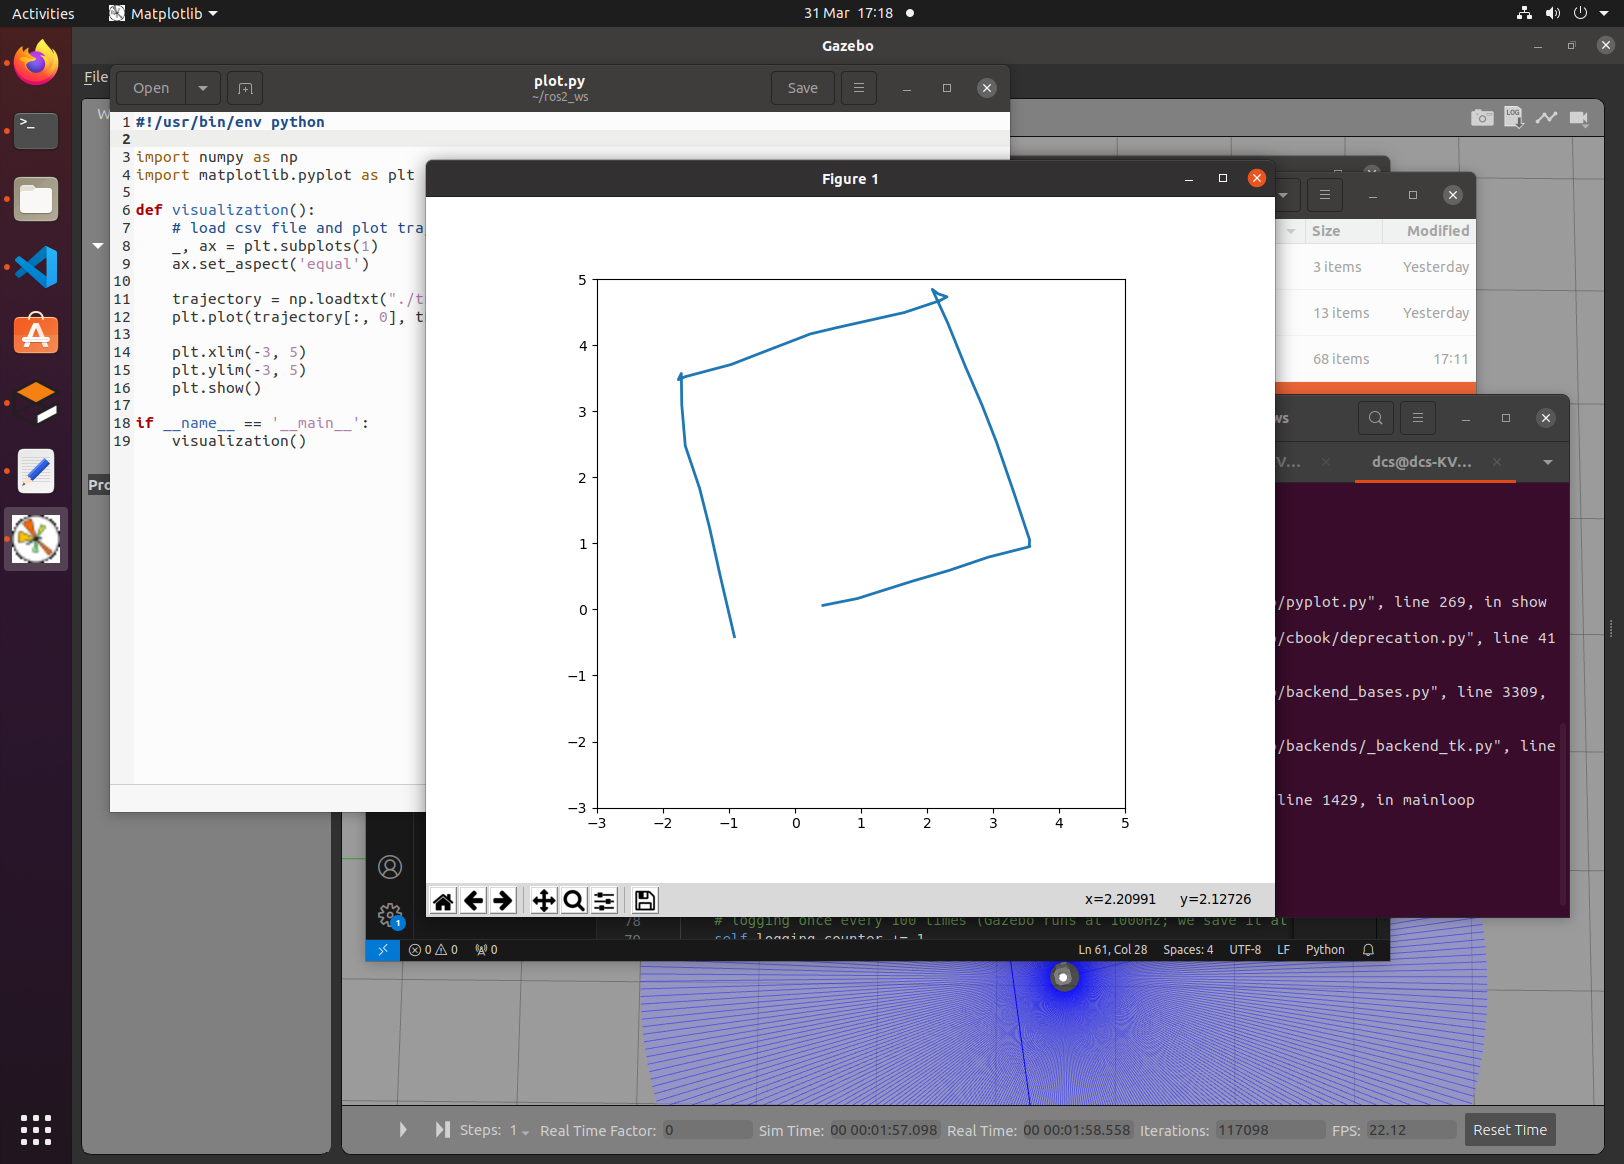 Activities
Matplotlib
31 Mar 17:18
Gazebo
File
W
LOG
Open
plot.py
~/ros2_ws
Save
1 #!/usr/bin/env python
2
3 import numpy as np
4 import matplotlib.pyplot as plt
5
6 def visualization():
7 # load csv file and plot tra
8 _, ax = plt.subplots(1)
9 ax.set_aspect('equal')
10
11 trajectory = np.loadtxt("./t
12 plt.plot(trajectory[:, 0], t
13
14 plt.xlim(-3, 5)
15 plt.ylim(-3, 5)
16 plt.show()
17
18 if __name__ == '__main__':
19 visualization()
Pro
Figure 1
5
4
3
2
1
0
−1
−2
−3
−3 −2 −1 0 1 2 3 4 5
x=2.20991 y=2.12726
Size Modified
3 items Yesterday
13 items Yesterday
68 items 17:11
ws
V... dcs@dcs-KV...
/pyplot.py", line 269, in show
/cbook/deprecation.py", line 41
/backend_bases.py", line 3309,
/backends/_backend_tk.py", line
line 1429, in mainloop
1
78 # logging once every 100 times (Gazebo runs at 1000Hz; we save it at
79 self.logging_counter += 1
0 0 0
Ln 61, Col 28 Spaces: 4 UTF-8 LF Python
Steps: 1 Real Time Factor: 0 Sim Time: 00 00:01:57.098 Real Time: 00 00:01:58.558 Iterations: 117098 FPS: 22.12 Reset Time